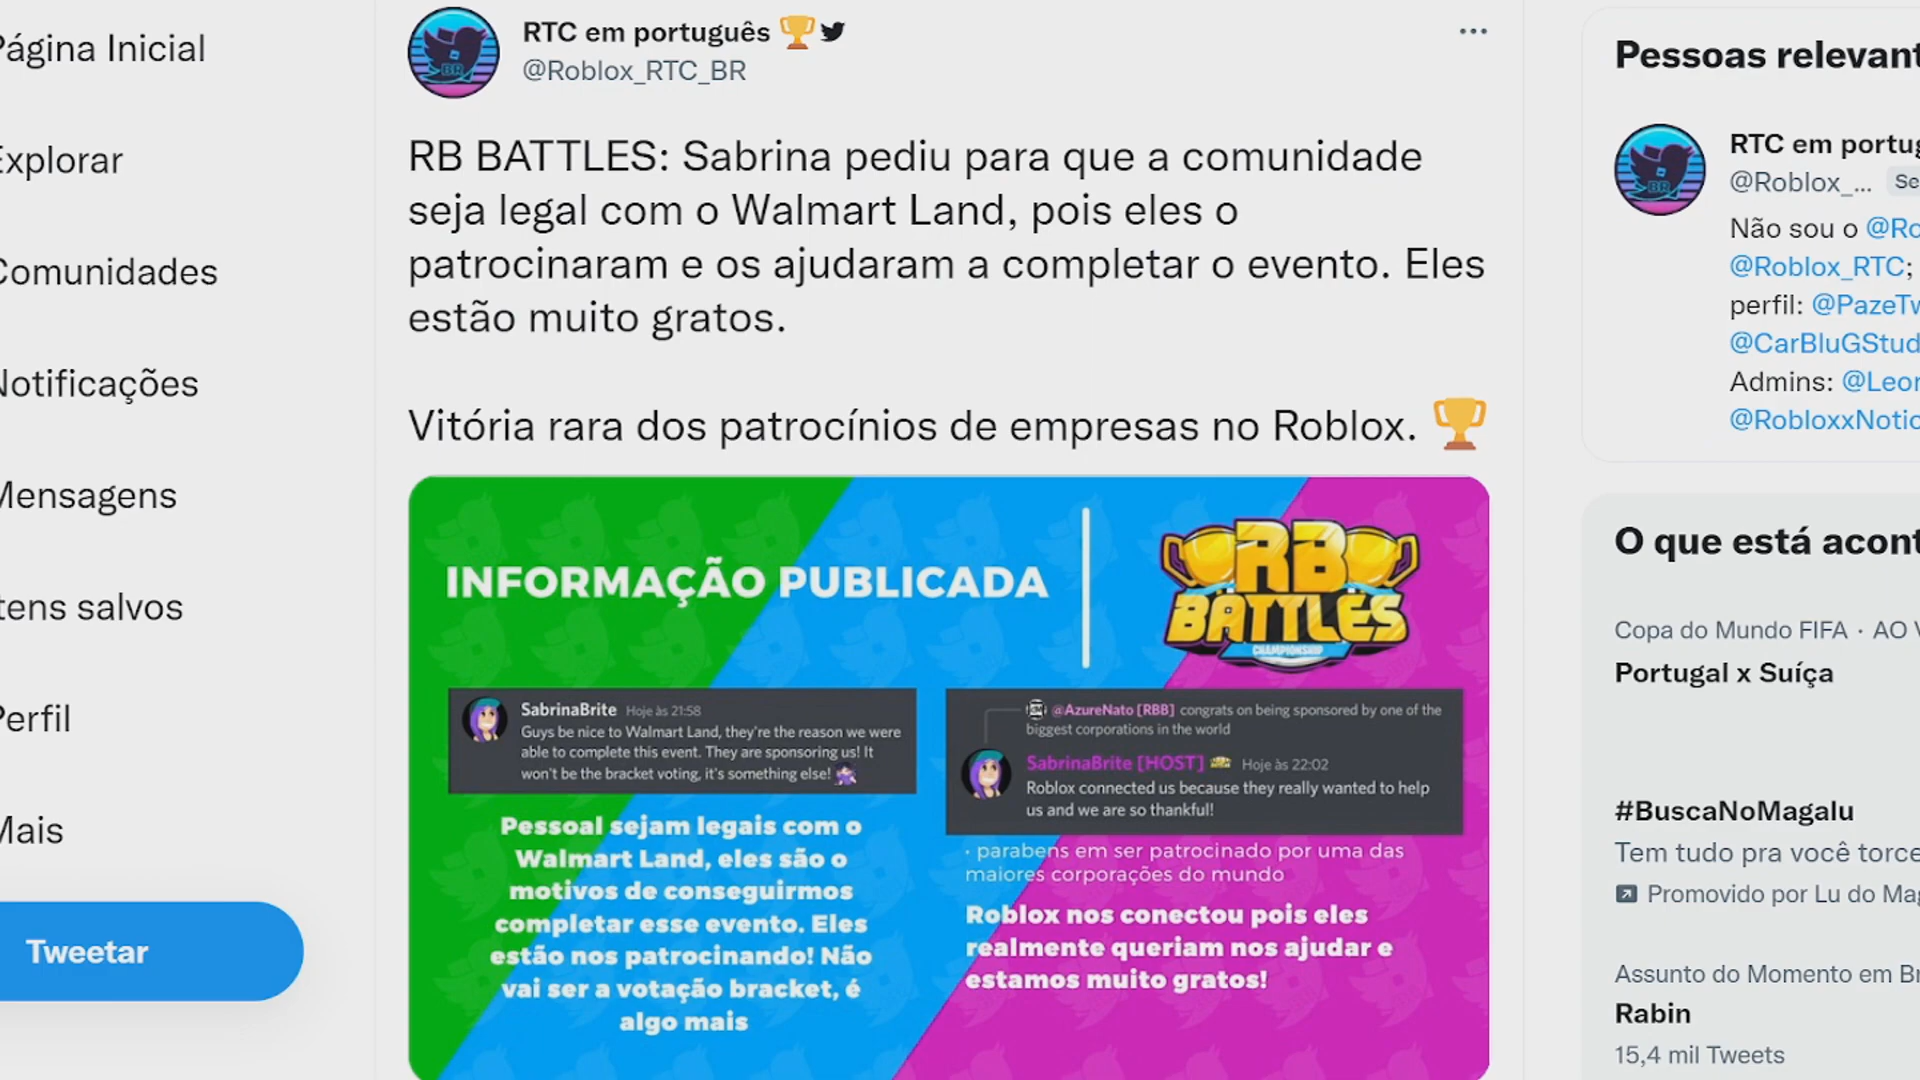 Página Inicial
Explorar
Comunidades
Notificações
Mensagens
Itens salvos
Perfil
Mais
Tweetar
RTC em português
@Roblox_RTC_BR
RB BATTLES: Sabrina pediu para que a comunidade
seja legal com o Walmart Land, pois eles o
patrocinaram e os ajudaram a completar o evento. Eles
estão muito gratos.
Vitória rara dos patrocínios de empresas no Roblox.
INFORMAÇÃO PUBLICADA
RB
BATTLES
CHAMPIONSHIP
SabrinaBrite Hoje às 21:58
Guys be nice to Walmart Land, they're the reason we were
able to complete this event. They are sponsoring us! It
won't be the bracket voting, it's something else!
Pessoal sejam legais com o
Walmart Land, eles são o
motivos de conseguirmos
completar esse evento. Eles
estão nos patrocinando! Não
vai ser a votação bracket, é
algo mais
@AzureNato [RBB] congrats on being sponsored by one of the
biggest corporations in the world
SabrinaBrite [HOST] Hoje às 22:02
Roblox connected us because they really wanted to help
us and we are so thankful!
· parabens em ser patrocinado por uma das
maiores corporações do mundo
Roblox nos conectou pois eles
realmente queriam nos ajudar e
estamos muito gratos!
Pessoas relevant
RTC em portug
@Roblox_... Se
Não sou o @Ro
@Roblox_RTC;
perfil: @PazeTw
@CarBluGStud
Admins: @Leon
@RobloxxNotic
O que está acont
Copa do Mundo FIFA · AO V
Portugal x Suíça
#BuscaNoMagalu
Tem tudo pra você torce
Promovido por Lu do Mag
Assunto do Momento em Br
Rabin
15,4 mil Tweets